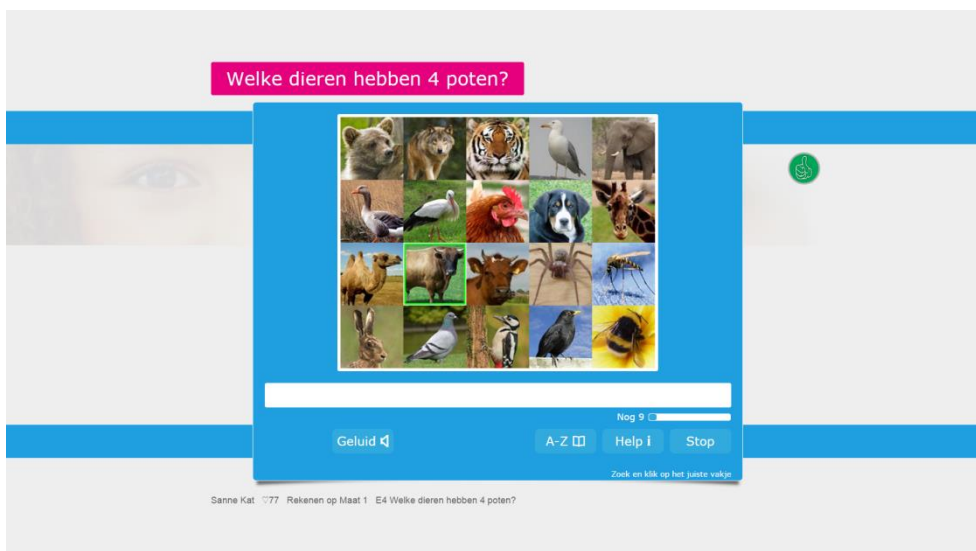 Welke dieren hebben 4 poten?
Nog 9
Geluid
A-Z
Help i
Stop
Zoek en klik op het juiste vakje
Sanne Kat ♡77 Rekenen op Maat 1 E4 Welke dieren hebben 4 poten?